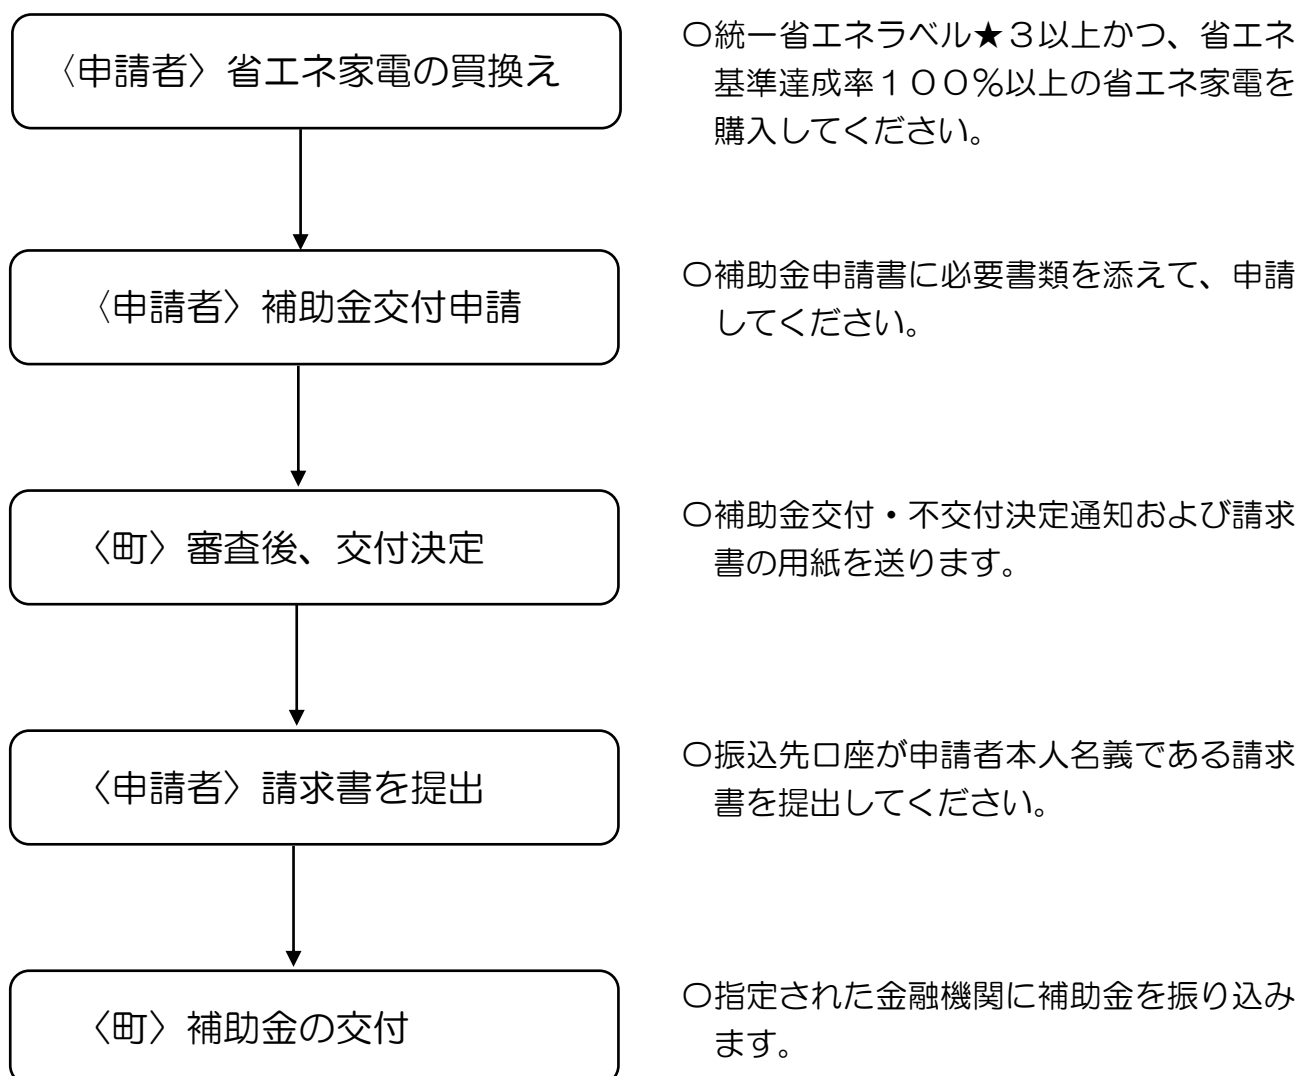 〈申請者〉省エネ家電の買換え
〇統一省エネラベル★３以上かつ、省エネ
基準達成率１００％以上の省エネ家電を
購入してください。
〈申請者〉補助金交付申請
〇補助金申請書に必要書類を添えて、申請
してください。
〈町〉審査後、交付決定
〇補助金交付・不交付決定通知および請求
書の用紙を送ります。
〈申請者〉請求書を提出
〇振込先口座が申請者本人名義である請求
書を提出してください。
〈町〉補助金の交付
〇指定された金融機関に補助金を振り込み
ます。